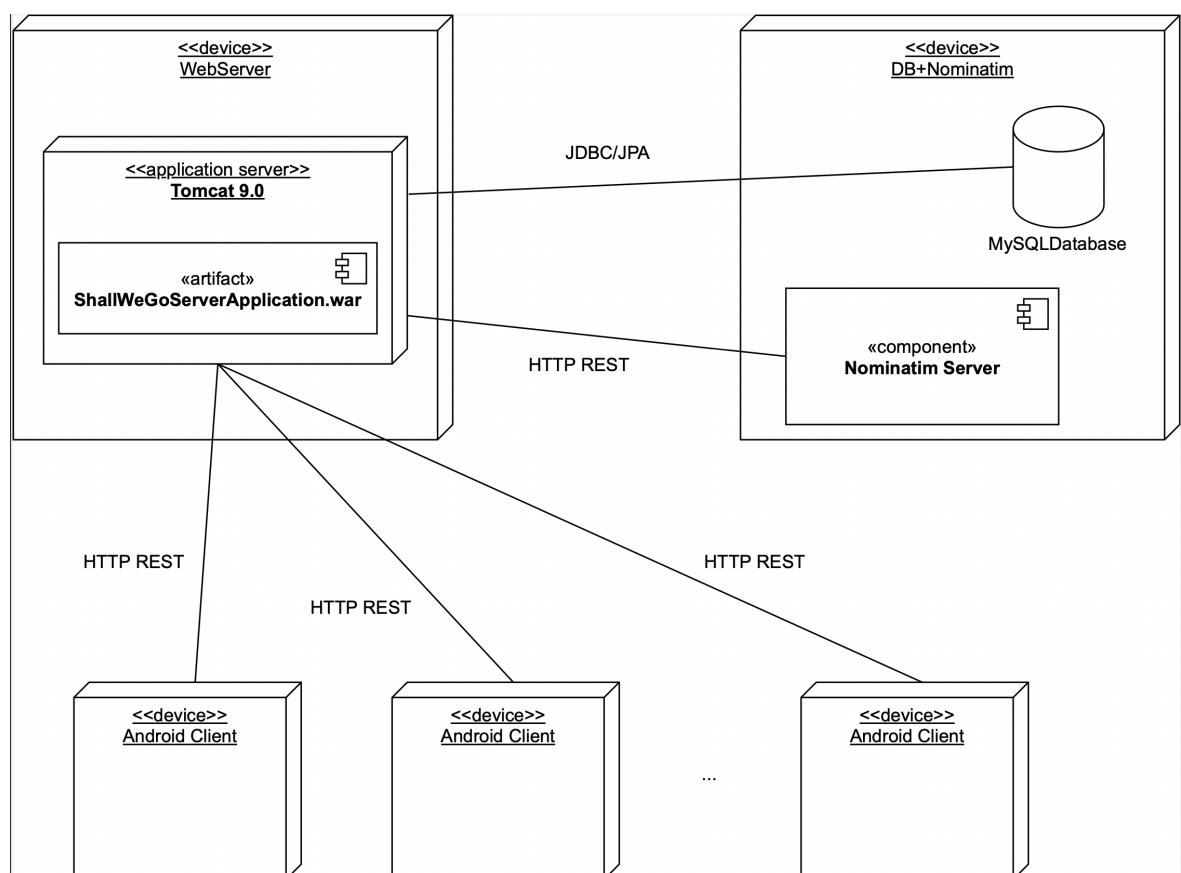 <<device>>
WebServer
<<application server>>
Tomcat 9.0
«artifact»
ShallWeGoServerApplication.war
JDBC/JPA
<<device>>
DB+Nominatim
MySQLDatabase
HTTP REST
«component»
Nominatim Server
HTTP REST
HTTP REST
HTTP REST
<<device>>
Android Client
<<device>>
Android Client
...
<<device>>
Android Client